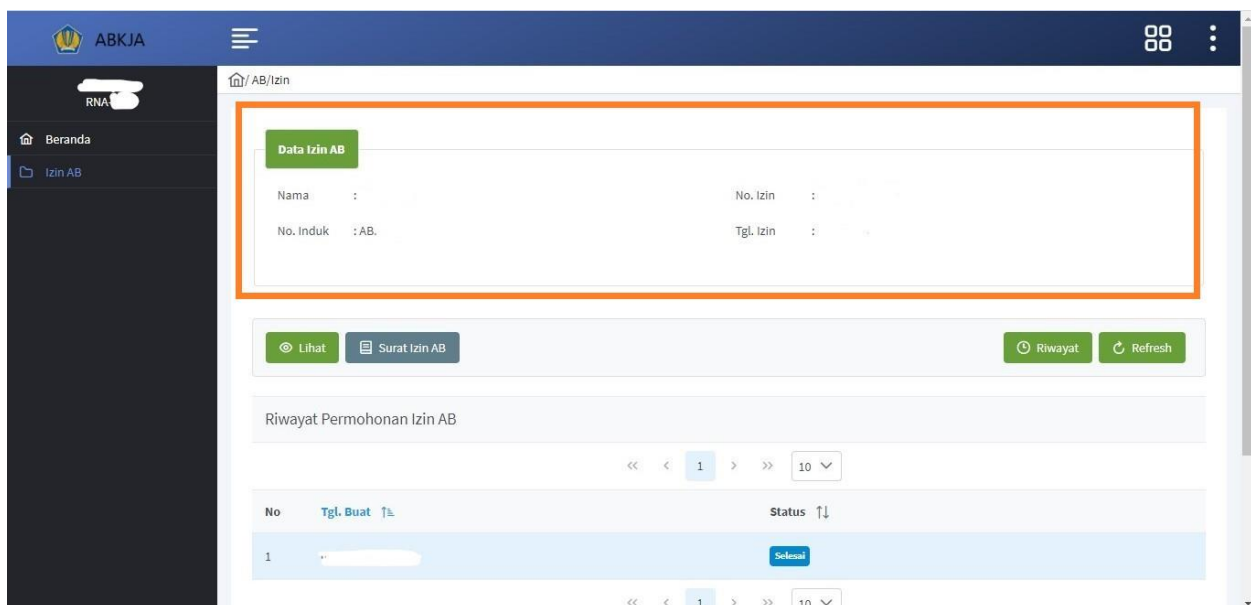 ABKJA
RNA-
Beranda
Izin AB
/ AB/Izin
Data Izin AB
Nama :
No. Izin :
No. Induk : AB.
Tgl. Izin :
Lihat
Surat Izin AB
Riwayat
Refresh
Riwayat Permohonan Izin AB
<< < 1 > >> 10
No Tgl. Buat Status
1 Selesai
<< < 1 > >> 10